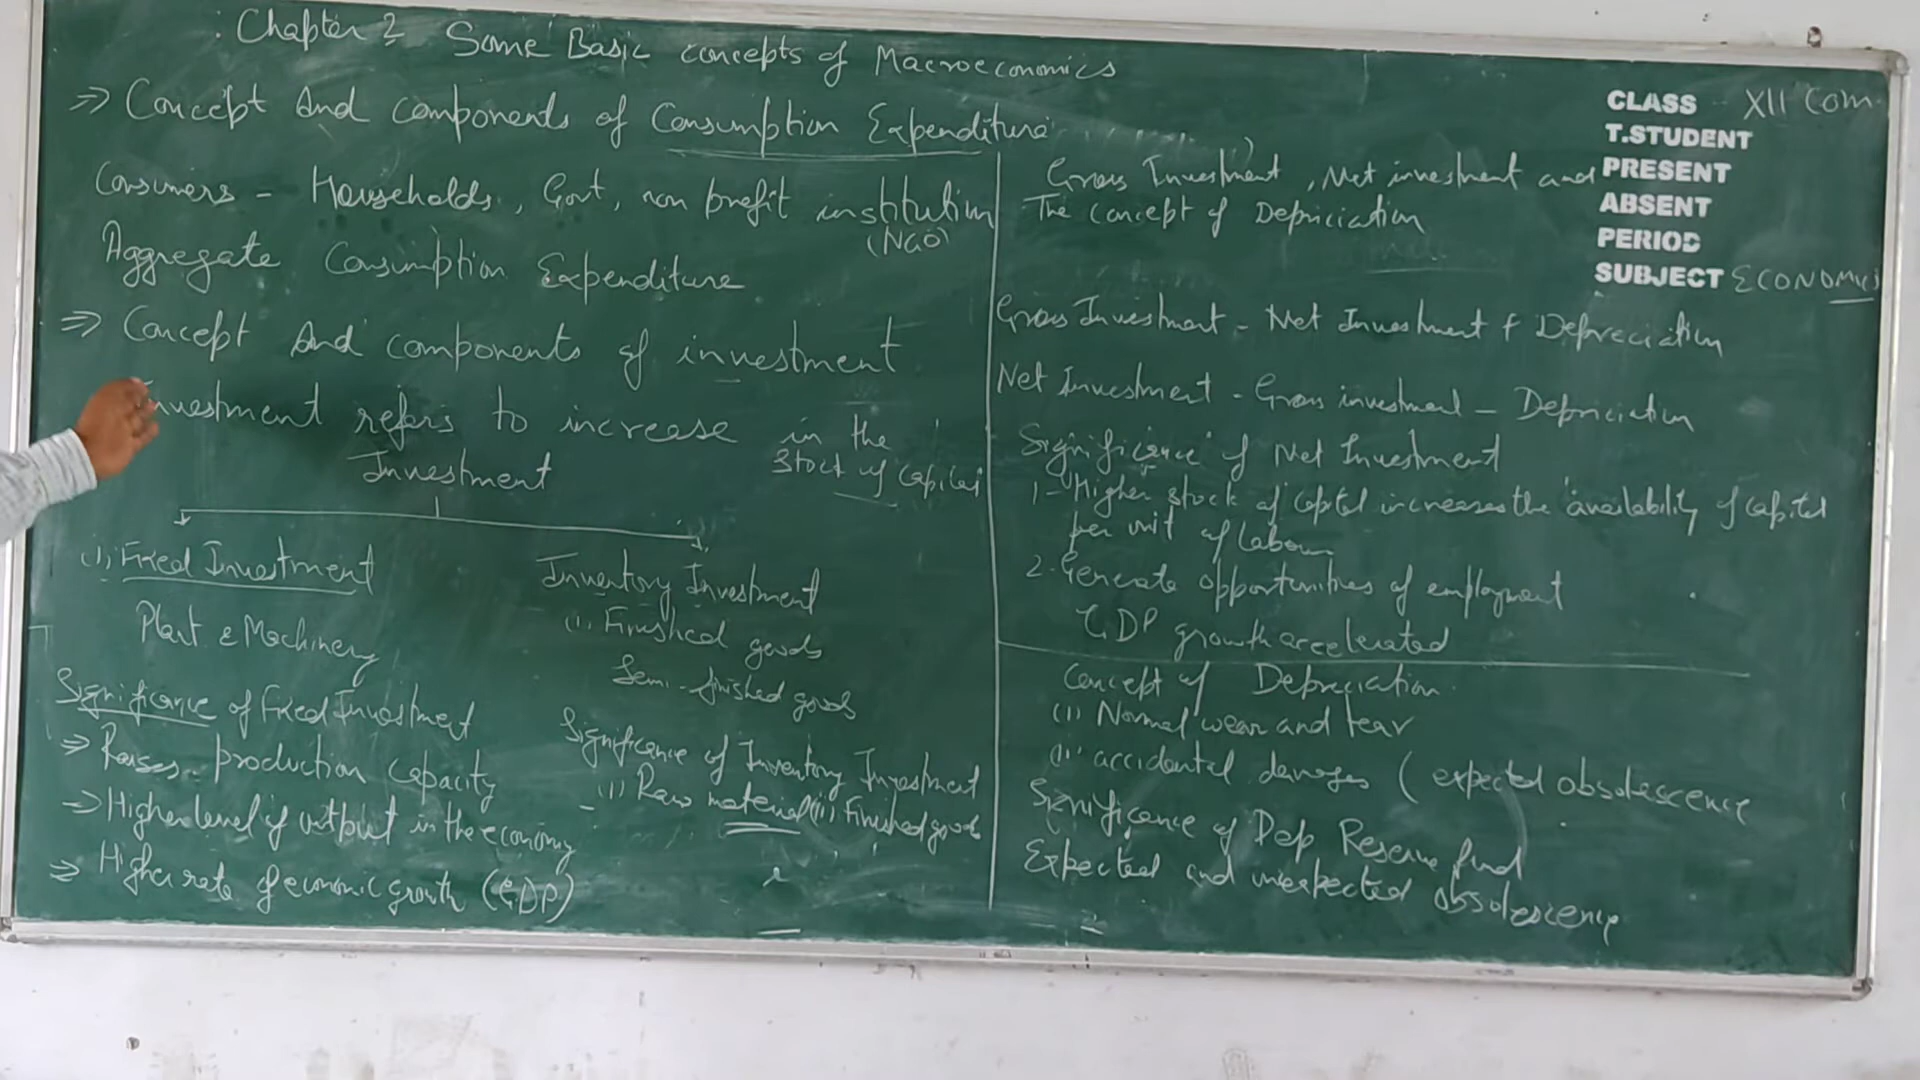 Chapter 2 Some Basic concepts of Macroeconomics
⇒ Concept And components of Consumption Expenditure
Consumers - Households, Govt, non profit institution
(NGO)
Aggregate Consumption Expenditure
⇒ Concept And components of investment
Investment refers to increase in the
stock of capital
Investment
(1) Fixed Investment
Plant & Machinery
Significance of Fixed Investment
⇒ Raises production capacity
→ Higher level of output in the economy
⇒ Higher rate of economic growth (GDP)
Inventory Investment
(1) Finished goods
Semi-finished goods
Significance of Inventory Investment
(1) Raw material (ii) Finished goods
Gross Investment, Net investment and
The Concept of Depriciation
Gross Investment - Net Investment + Depreciation
Net Investment - Gross investment - Depriciation
Significance of Net Investment
1 - Higher stock of captel increases the availability of capital
per unit of labour
2. Generate opportunities of employment
GDP growth accelerated
Concept of Depreciation
(1) Normal wear and tear
(ii) accidental damages (expected obsolescence
Significance of Dep Reserve fund
Expected and unexpected obsolescence
CLASS XII Com.
T.STUDENT
PRESENT
ABSENT
PERIOD
SUBJECT ECONOMICS